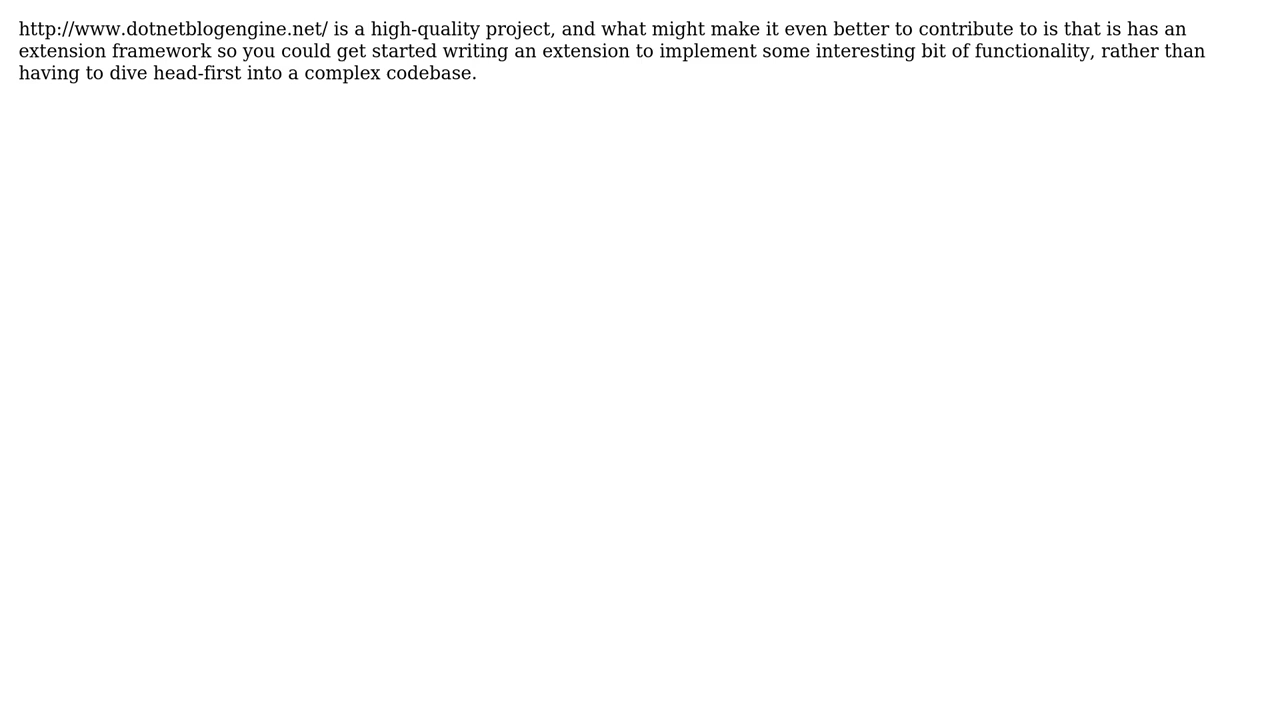 http://www.dotnetblogengine.net/ is a high-quality project, and what might make it even better to contribute to is that is has an
extension framework so you could get started writing an extension to implement some interesting bit of functionality, rather than
having to dive head-first into a complex codebase.